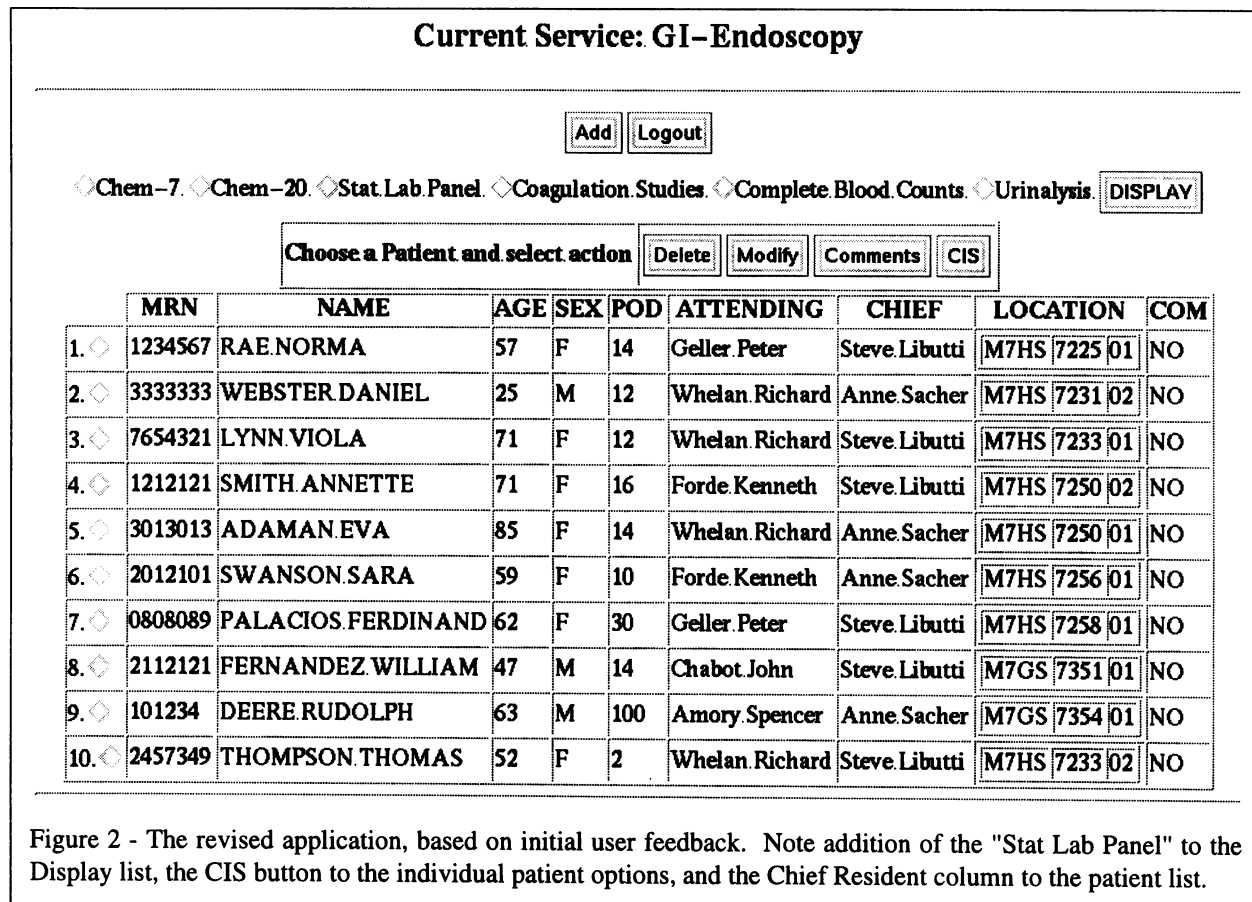 Current Service: GI-Endoscopy
Add Logout
Chem-7. Chem-20. Stat.Lab.Panel. Coagulation.Studies. Complete.Blood.Counts. Urinalysis. DISPLAY
Choose a Patient and select action Delete Modify Comments CIS
MRN NAME AGE SEX POD ATTENDING CHIEF LOCATION COM
1. 1234567 RAE.NORMA 57 F 14 Geller.Peter Steve.Libutti M7HS 7225 01 NO
2. 3333333 WEBSTER.DANIEL 25 M 12 Whelan.Richard Anne.Sacher M7HS 7231 02 NO
3. 7654321 LYNN.VIOLA 71 F 12 Whelan.Richard Steve.Libutti M7HS 7233 01 NO
4. 1212121 SMITH.ANNETTE 71 F 16 Forde.Kenneth Steve.Libutti M7HS 7250 02 NO
5. 3013013 ADAMAN.EVA 85 F 14 Whelan.Richard Anne.Sacher M7HS 7250 01 NO
6. 2012101 SWANSON.SARA 59 F 10 Forde.Kenneth Anne.Sacher M7HS 7256 01 NO
7. 0808089 PALACIOS.FERDINAND 62 F 30 Geller.Peter Steve.Libutti M7HS 7258 01 NO
8. 2112121 FERNANDEZ.WILLIAM 47 M 14 Chabot.John Steve.Libutti M7GS 7351 01 NO
9. 101234 DEERE.RUDOLPH 63 M 100 Amory.Spencer Anne.Sacher M7GS 7354 01 NO
10. 2457349 THOMPSON.THOMAS 52 F 2 Whelan.Richard Steve.Libutti M7HS 7233 02 NO
Figure 2 - The revised application, based on initial user feedback. Note addition of the "Stat Lab Panel" to the
Display list, the CIS button to the individual patient options, and the Chief Resident column to the patient list.